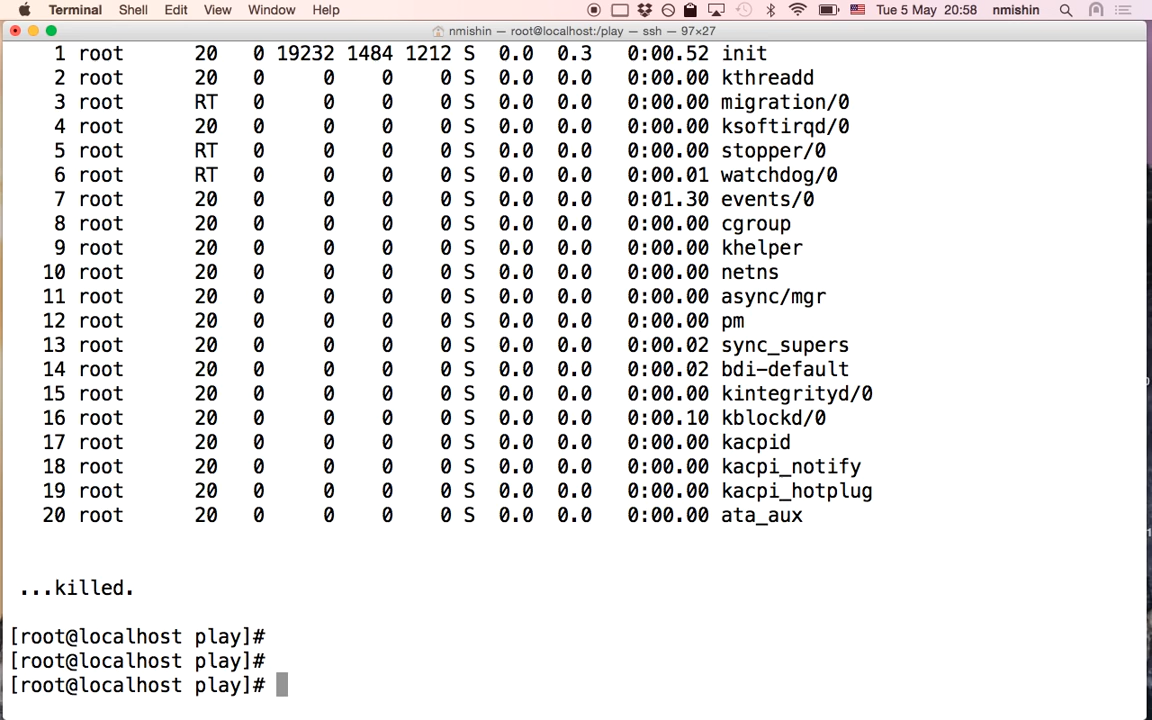 Terminal Shell Edit View Window Help Tue 5 May 20:58 nmishin
nmishin — root@localhost:/play — ssh — 97×27
1 root 20 0 19232 1484 1212 S 0.0 0.3 0:00.52 init
2 root 20 0 0 0 0 S 0.0 0.0 0:00.00 kthreadd
3 root RT 0 0 0 0 S 0.0 0.0 0:00.00 migration/0
4 root 20 0 0 0 0 S 0.0 0.0 0:00.00 ksoftirqd/0
5 root RT 0 0 0 0 S 0.0 0.0 0:00.00 stopper/0
6 root RT 0 0 0 0 S 0.0 0.0 0:00.01 watchdog/0
7 root 20 0 0 0 0 S 0.0 0.0 0:01.30 events/0
8 root 20 0 0 0 0 S 0.0 0.0 0:00.00 cgroup
9 root 20 0 0 0 0 S 0.0 0.0 0:00.00 khelper
10 root 20 0 0 0 0 S 0.0 0.0 0:00.00 netns
11 root 20 0 0 0 0 S 0.0 0.0 0:00.00 async/mgr
12 root 20 0 0 0 0 S 0.0 0.0 0:00.00 pm
13 root 20 0 0 0 0 S 0.0 0.0 0:00.02 sync_supers
14 root 20 0 0 0 0 S 0.0 0.0 0:00.02 bdi-default
15 root 20 0 0 0 0 S 0.0 0.0 0:00.00 kintegrityd/0
16 root 20 0 0 0 0 S 0.0 0.0 0:00.10 kblockd/0
17 root 20 0 0 0 0 S 0.0 0.0 0:00.00 kacpid
18 root 20 0 0 0 0 S 0.0 0.0 0:00.00 kacpi_notify
19 root 20 0 0 0 0 S 0.0 0.0 0:00.00 kacpi_hotplug
20 root 20 0 0 0 0 S 0.0 0.0 0:00.00 ata_aux
...killed.
[root@localhost play]#
[root@localhost play]#
[root@localhost play]#